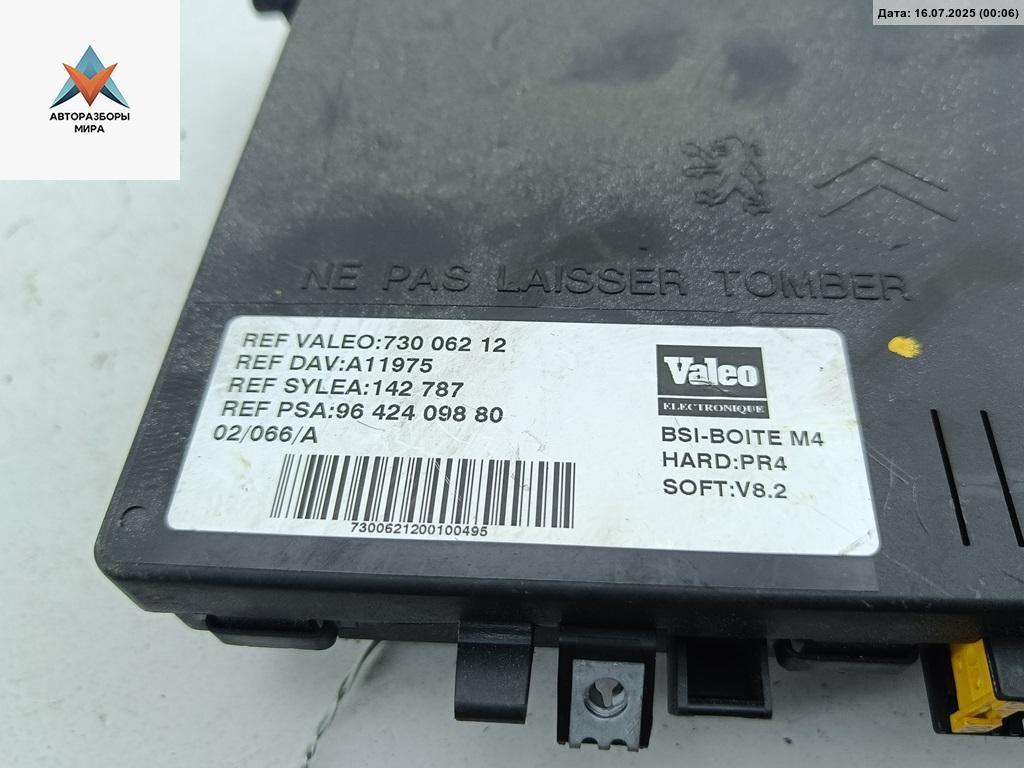 Дата: 16.07.2025 (00:06)
АВТОРАЗБОРЫ
МИРА
NE PAS LAISSER TOMBER
REF VALEO:730 062 12
REF DAV:A11975
REF SYLEA:142 787
REF PSA:96 424 098 80
02/066/A
7300621200100495
Valeo
ELECTRONIQUE
BSI-BOITE M4
HARD:PR4
SOFT:V8.2